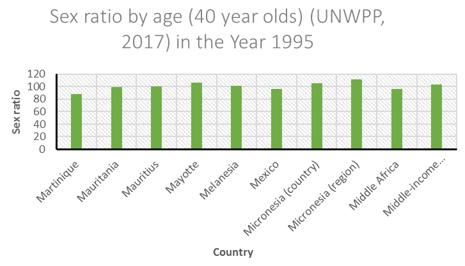 Sex ratio by age (40 year olds) (UNWPP,
2017) in the Year 1995
Sex ratio
120
100
80
60
40
20
0
Martinique
Mauritania
Mauritius
Mayotte
Melanesia
Mexico
Micronesia (country)
Micronesia (region)
Middle Africa
Middle-income...
Country